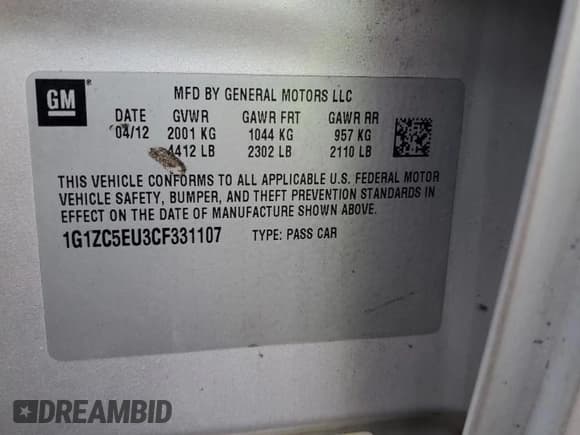 GM ®
MFD BY GENERAL MOTORS LLC
DATE GVWR GAWR FRT GAWR RR
04/12 2001 KG 1044 KG 957 KG
4412 LB 2302 LB 2110 LB
THIS VEHICLE CONFORMS TO ALL APPLICABLE U.S. FEDERAL MOTOR
VEHICLE SAFETY, BUMPER, AND THEFT PREVENTION STANDARDS IN
EFFECT ON THE DATE OF MANUFACTURE SHOWN ABOVE.
1G1ZC5EU3CF331107 TYPE: PASS CAR
DREAMBID